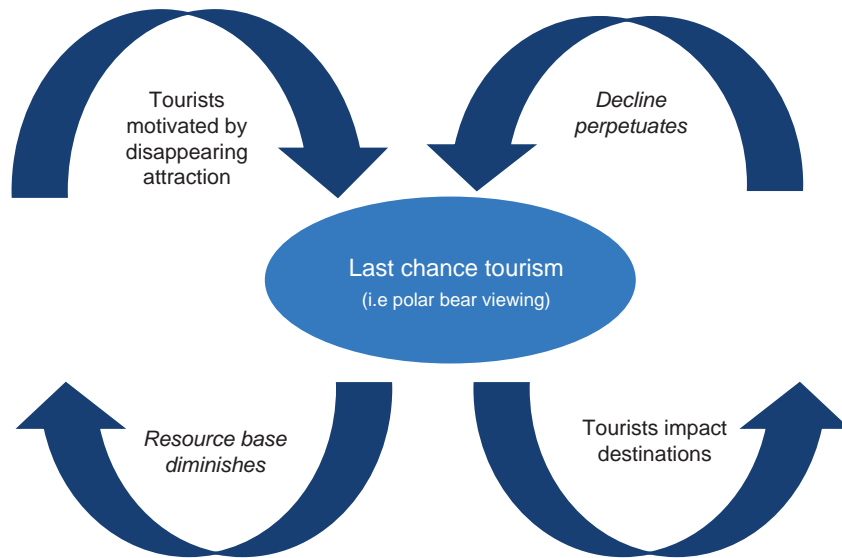 Tourists
motivated by
disappearing
attraction
Decline
perpetuates
Last chance tourism
(i.e polar bear viewing)
Resource base
diminishes
Tourists impact
destinations